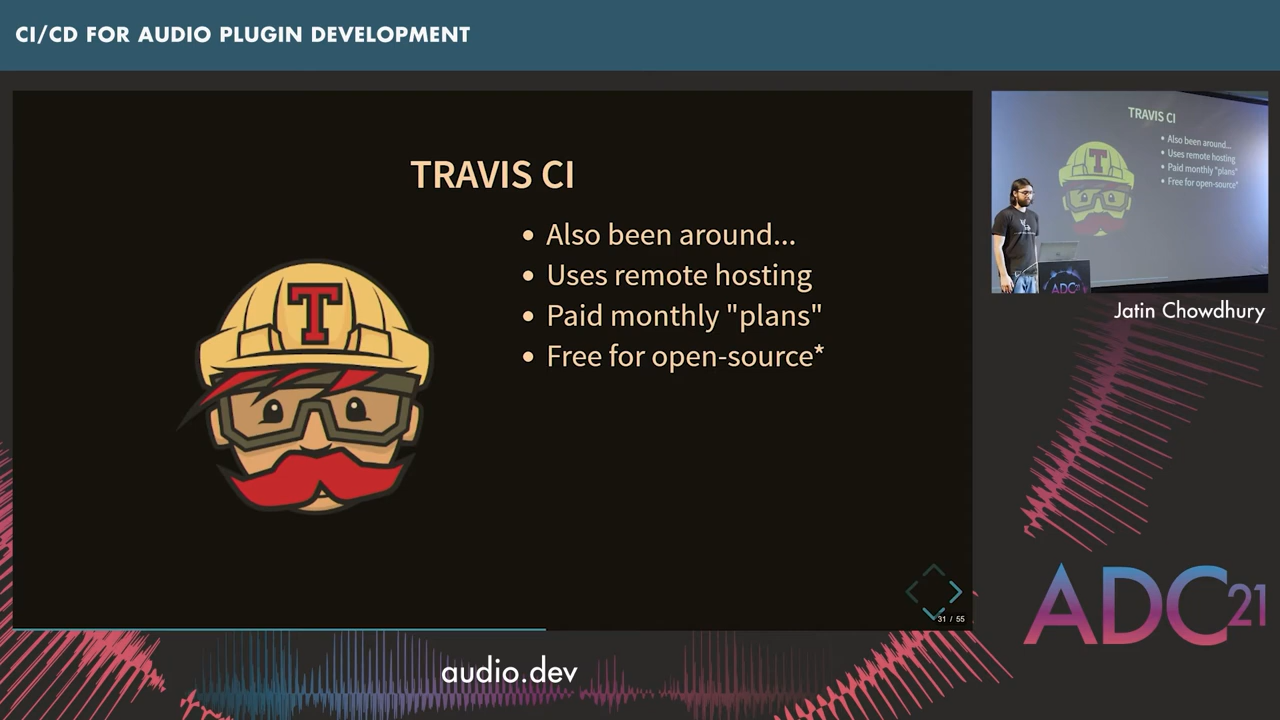 CI/CD FOR AUDIO PLUGIN DEVELOPMENT
TRAVIS CI
• Also been around...
• Uses remote hosting
• Paid monthly "plans"
• Free for open-source*
T
31 / 55
TRAVIS CI
• Also been around...
• Uses remote hosting
• Paid monthly "plans"
• Free for open-source*
T
ADC21
Jatin Chowdhury
ADC21
audio.dev